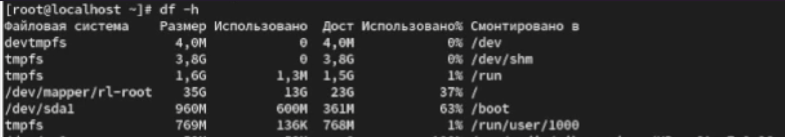 [root@localhost ~]# df -h
Файловая система Размер Использовано Дост Использовано% Смонтировано в
devtmpfs 4,0M 0 4,0M 0% /dev
tmpfs 3,8G 0 3,8G 0% /dev/shm
tmpfs 1,6G 1,3M 1,5G 1% /run
/dev/mapper/rl-root 35G 13G 23G 37% /
/dev/sda1 960M 600M 361M 63% /boot
tmpfs 769M 136K 768M 1% /run/user/1000